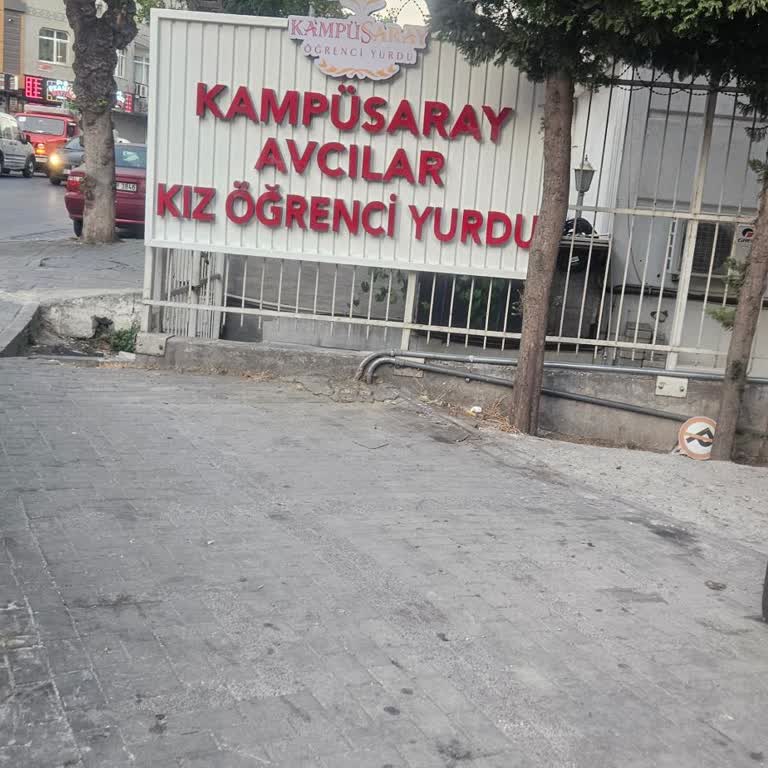 KAMPÜSARAY
ÖĞRENCİ YURDU
KAMPÜSARAY
AVCILAR
KIZ ÖĞRENCİ YURDU